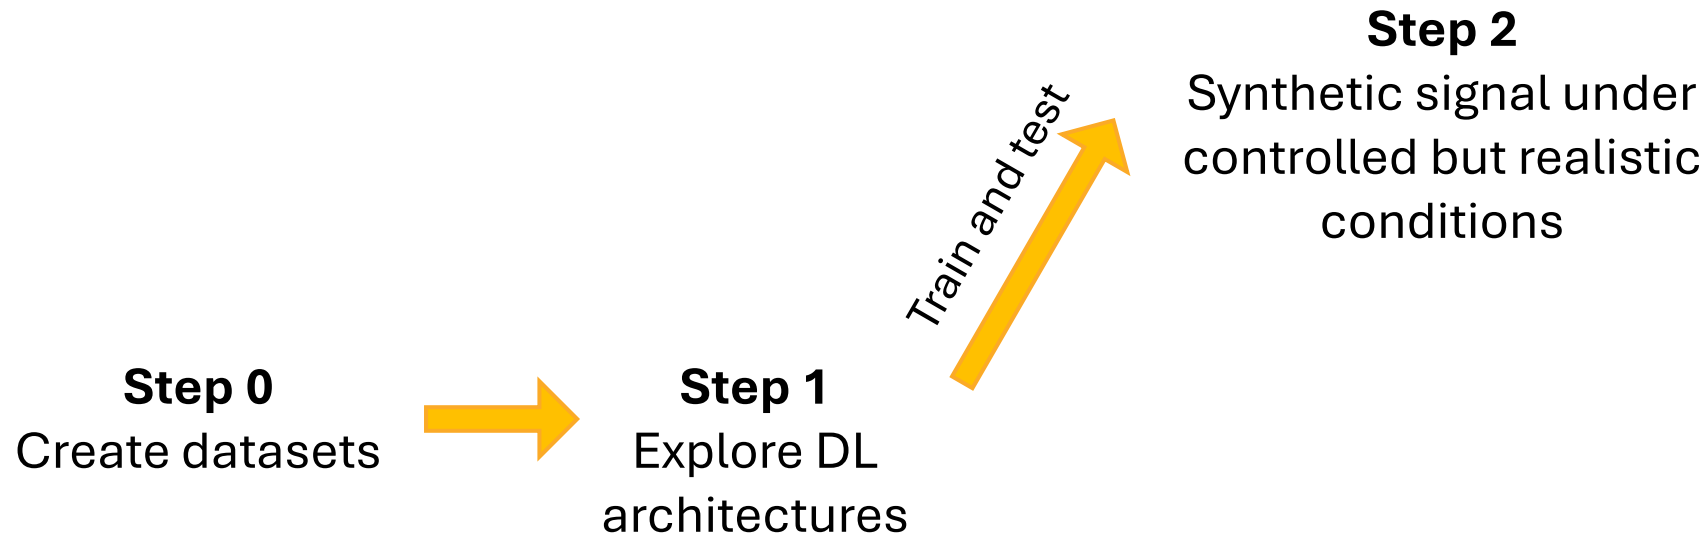 Step 0
Create datasets
Step 1
Explore DL
architectures
Train and test
Step 2
Synthetic signal under
controlled but realistic
conditions